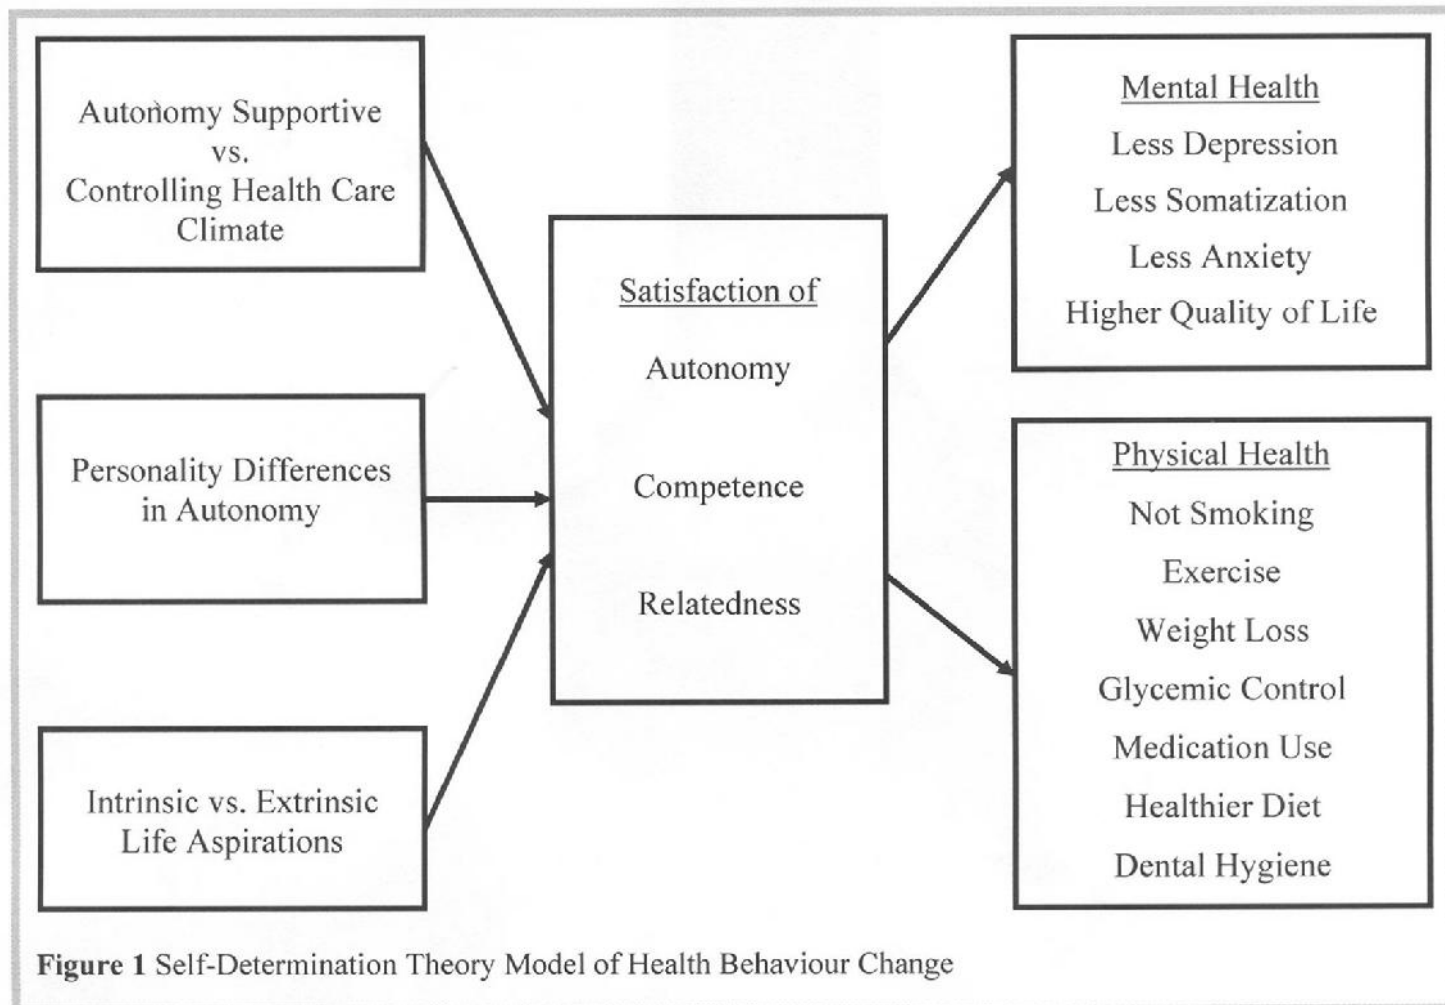 Autonomy Supportive
vs.
Controlling Health Care
Climate
Personality Differences
in Autonomy
Intrinsic vs. Extrinsic
Life Aspirations
Satisfaction of
Autonomy
Competence
Relatedness
Mental Health
Less Depression
Less Somatization
Less Anxiety
Higher Quality of Life
Physical Health
Not Smoking
Exercise
Weight Loss
Glycemic Control
Medication Use
Healthier Diet
Dental Hygiene
Figure 1 Self-Determination Theory Model of Health Behaviour Change